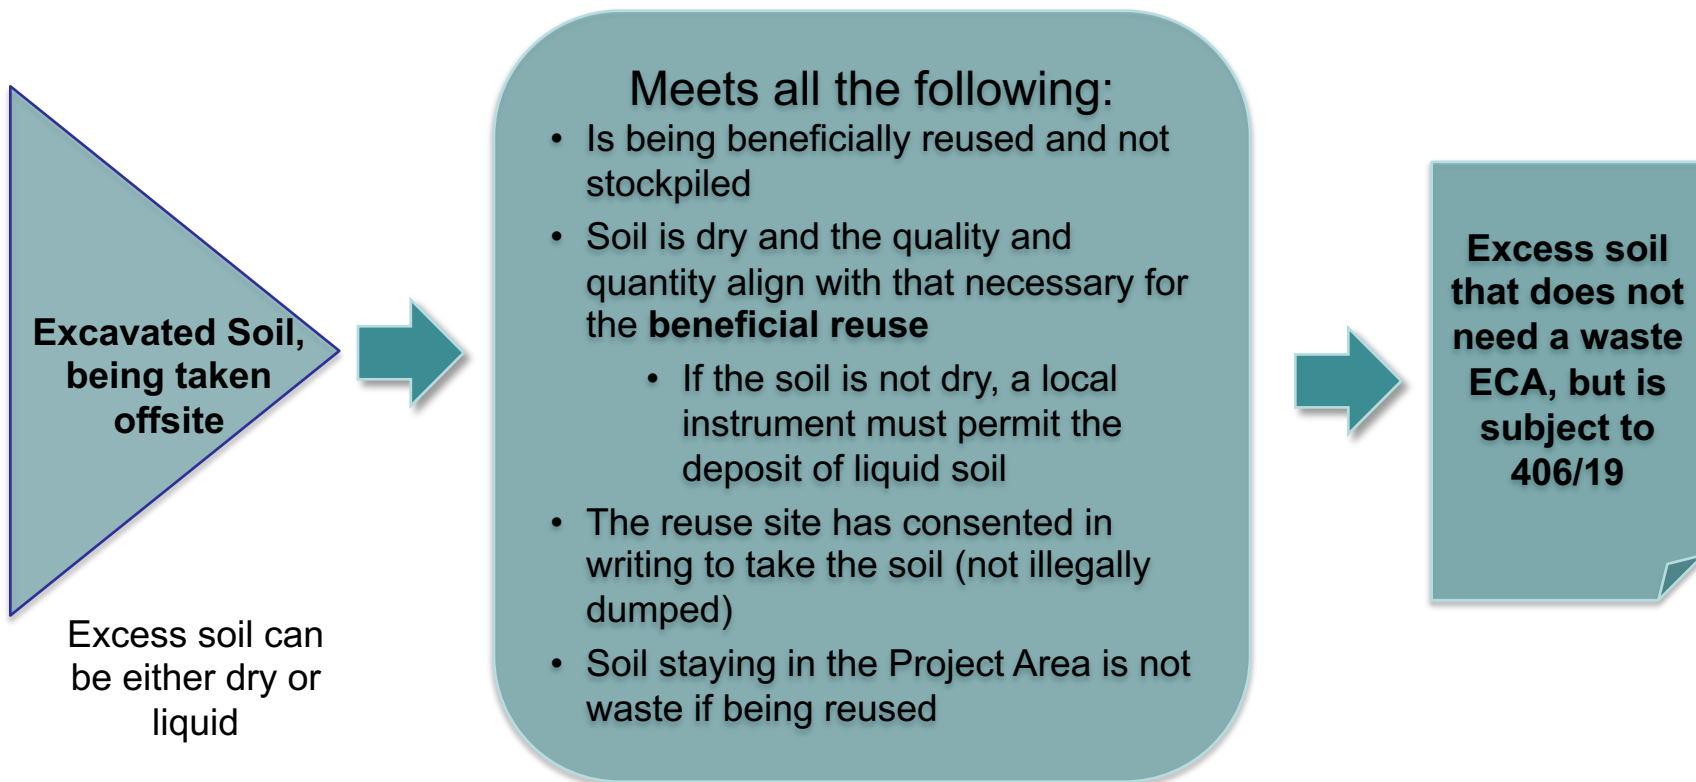 Excavated Soil,
being taken
offsite
Excess soil can
be either dry or
liquid
Meets all the following:
• Is being beneficially reused and not
stockpiled
• Soil is dry and the quality and
quantity align with that necessary for
the beneficial reuse
• If the soil is not dry, a local
instrument must permit the
deposit of liquid soil
• The reuse site has consented in
writing to take the soil (not illegally
dumped)
• Soil staying in the Project Area is not
waste if being reused
Excess soil
that does not
need a waste
ECA, but is
subject to
406/19